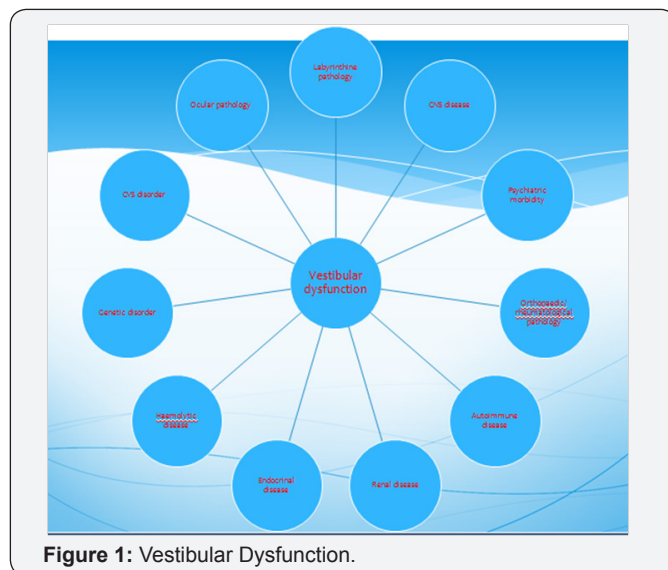 Labyrinthine
pathology
Ocular pathology
CNS disease
CVS disorder
Psychiatric
morbidity
Vestibular
dysfunction
Genetic disorder
Orthopaedic/
rheumatological
pathology
Haemolytic
disease
Autoimmune
disease
Endocrinal
disease
Renal disease
Figure 1: Vestibular Dysfunction.